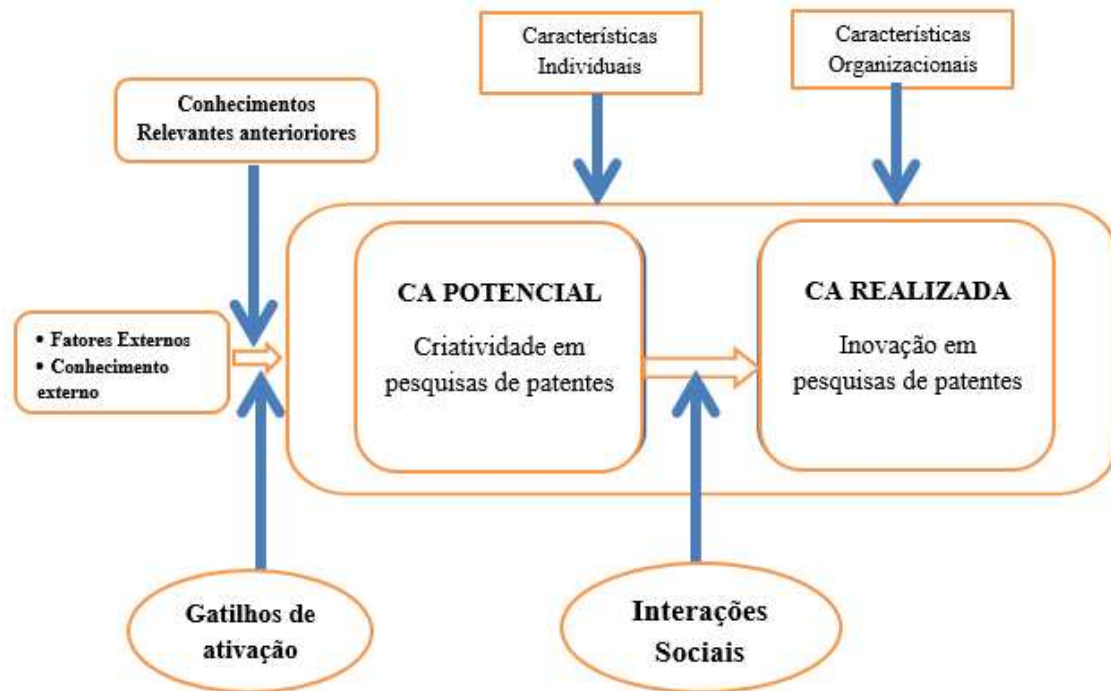 Características
Individuais
Características
Organizacionais
Conhecimentos
Relevantes anterioriores
CA POTENCIAL
Criatividade em
pesquisas de patentes
CA REALIZADA
Inovação em
pesquisas de patentes
• Fatores Externos
• Conhecimento
externo
Gatilhos de
ativação
Interações
Sociais